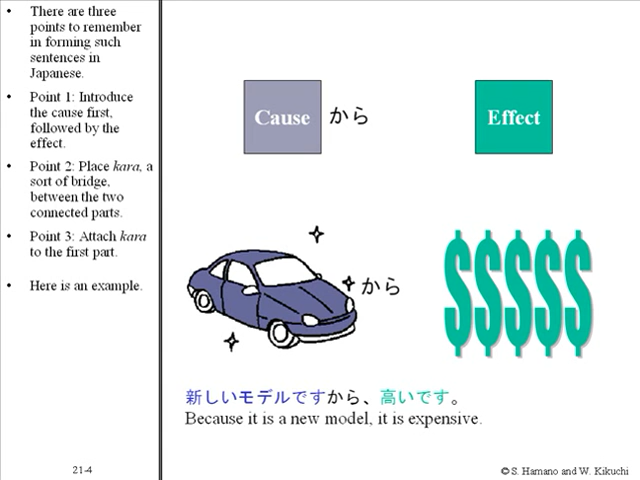 • There are three
points to remember
in forming such
sentences in
Japanese.
• Point 1: Introduce
the cause first,
followed by the
effect.
• Point 2: Place kara, a
sort of bridge,
between the two
connected parts.
• Point 3: Attach kara
to the first part.
• Here is an example.
21-4
Cause から Effect
から $$$$$
新しいモデルですから、高いです。
Because it is a new model, it is expensive.
© S. Hamano and W. Kikuchi